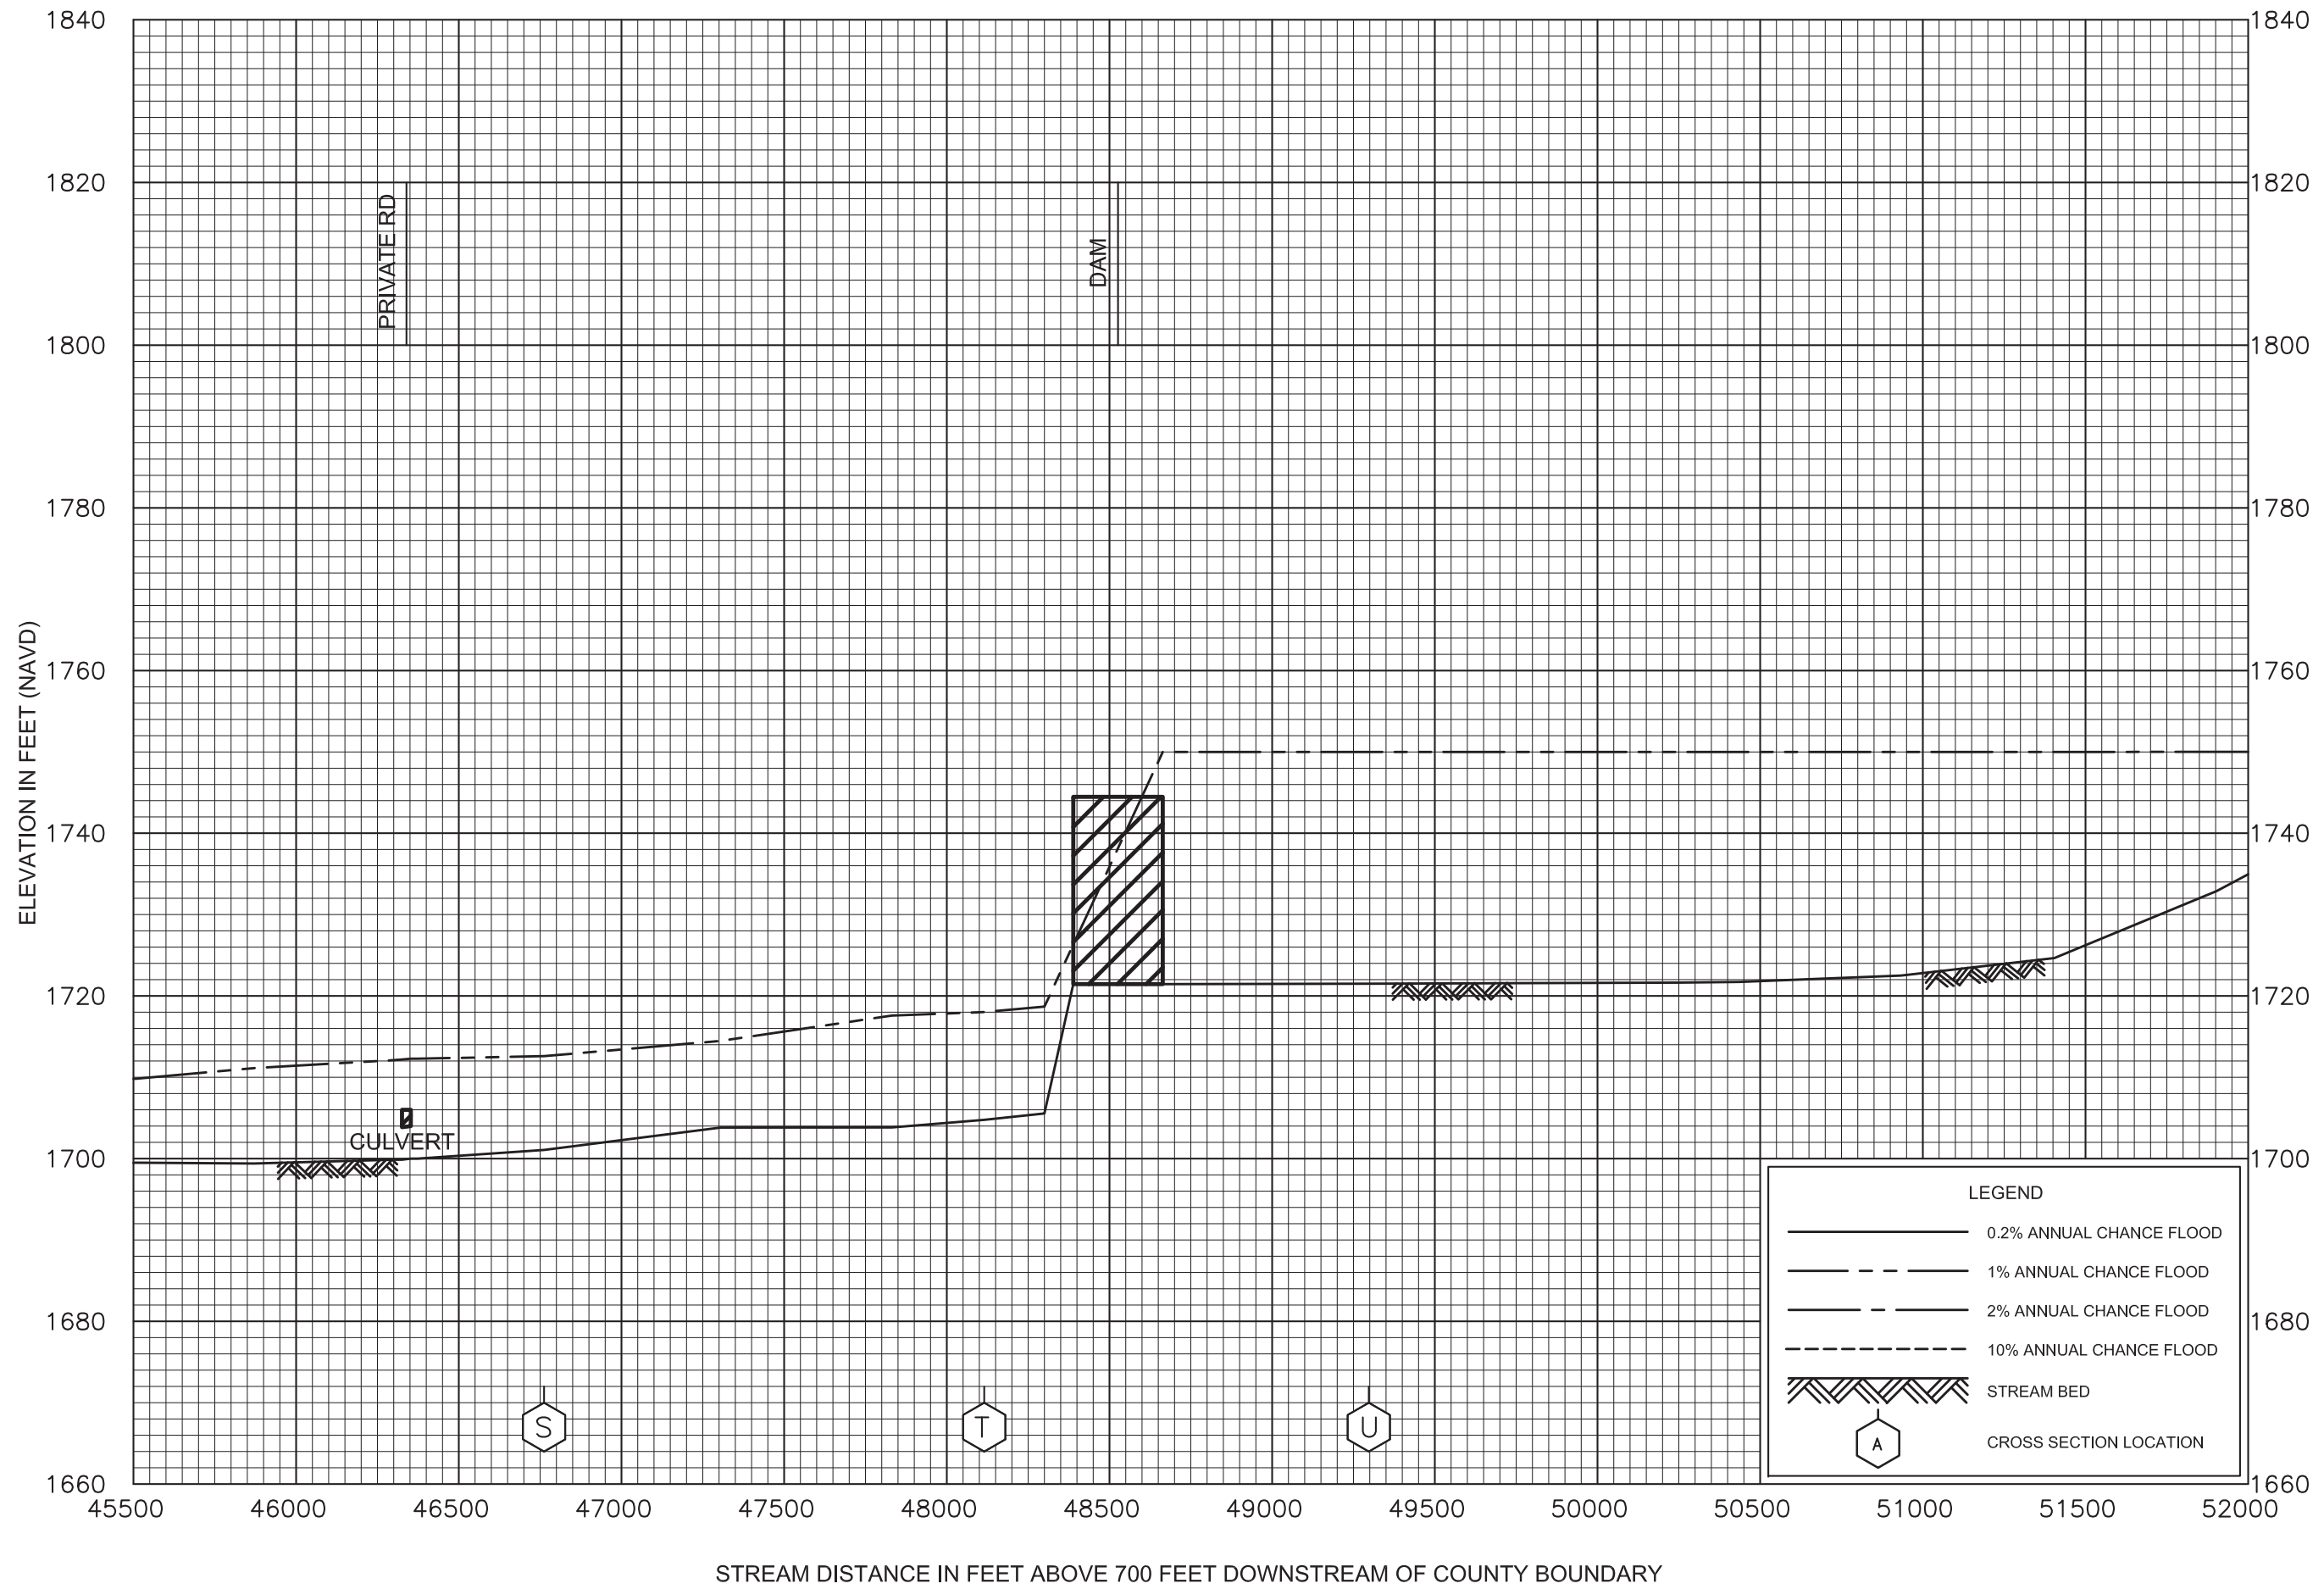 1840 1840
1820 1820
PRIVATE RD
DAM
1800 1800
1780 1780
1760 1760
ELEVATION IN FEET (NAVD)
1740 1740
1720 1720
CULVERT
1700 1700
LEGEND
0.2% ANNUAL CHANCE FLOOD
1% ANNUAL CHANCE FLOOD
2% ANNUAL CHANCE FLOOD
1680 1680
10% ANNUAL CHANCE FLOOD
STREAM BED
S T U
A CROSS SECTION LOCATION
1660 1660
45500 46000 46500 47000 47500 48000 48500 49000 49500 50000 50500 51000 51500 52000
STREAM DISTANCE IN FEET ABOVE 700 FEET DOWNSTREAM OF COUNTY BOUNDARY